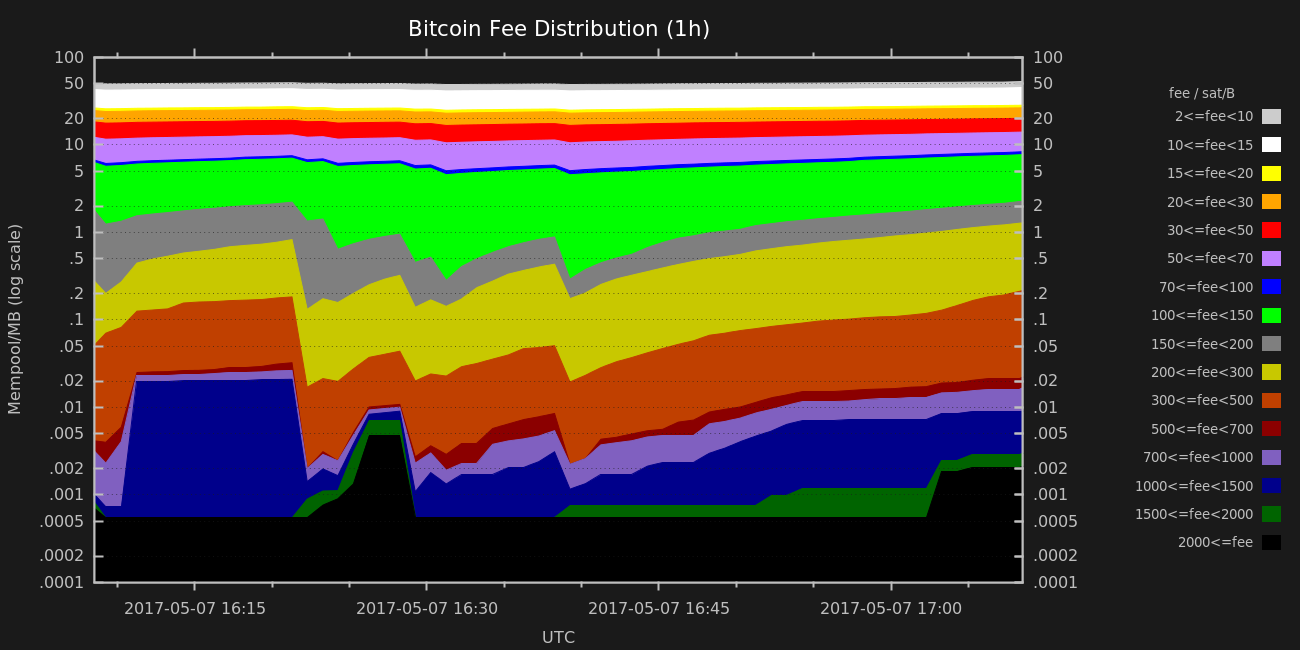 Bitcoin Fee Distribution (1h)
Mempool/MB (log scale)
100
50
20
10
5
2
1
.5
.2
.1
.05
.02
.01
.005
.002
.001
.0005
.0002
.0001
100
50
20
10
5
2
1
.5
.2
.1
.05
.02
.01
.005
.002
.001
.0005
.0002
.0001
2017-05-07 16:15 2017-05-07 16:30 2017-05-07 16:45 2017-05-07 17:00
UTC
fee / sat/B
2<=fee<10
10<=fee<15
15<=fee<20
20<=fee<30
30<=fee<50
50<=fee<70
70<=fee<100
100<=fee<150
150<=fee<200
200<=fee<300
300<=fee<500
500<=fee<700
700<=fee<1000
1000<=fee<1500
1500<=fee<2000
2000<=fee